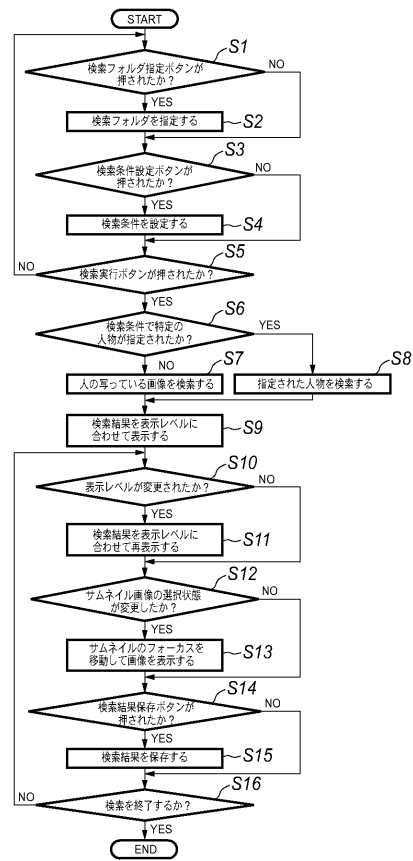 START
S1
検索フォルダ指定ボタンが
押されたか？
NO
YES
S2
検索フォルダを指定する
S3
検索条件設定ボタンが
押されたか？
NO
YES
S4
検索条件を設定する
S5
検索実行ボタンが押されたか？
NO
YES
S6
検索条件で特定の
人物が指定されたか？
YES
NO
S7
人の写っている画像を検索する
S8
指定された人物を検索する
S9
検索結果を表示レベルに
合わせて表示する
S10
表示レベルが変更されたか？
NO
YES
S11
検索結果を表示レベルに
合わせて再表示する
S12
サムネイル画像の選択状態
が変更したか？
NO
YES
S13
サムネイルのフォーカスを
移動して画像を表示する
S14
検索結果保存ボタンが
押されたか？
NO
YES
S15
検索結果を保存する
S16
検索を終了するか？
NO
YES
END